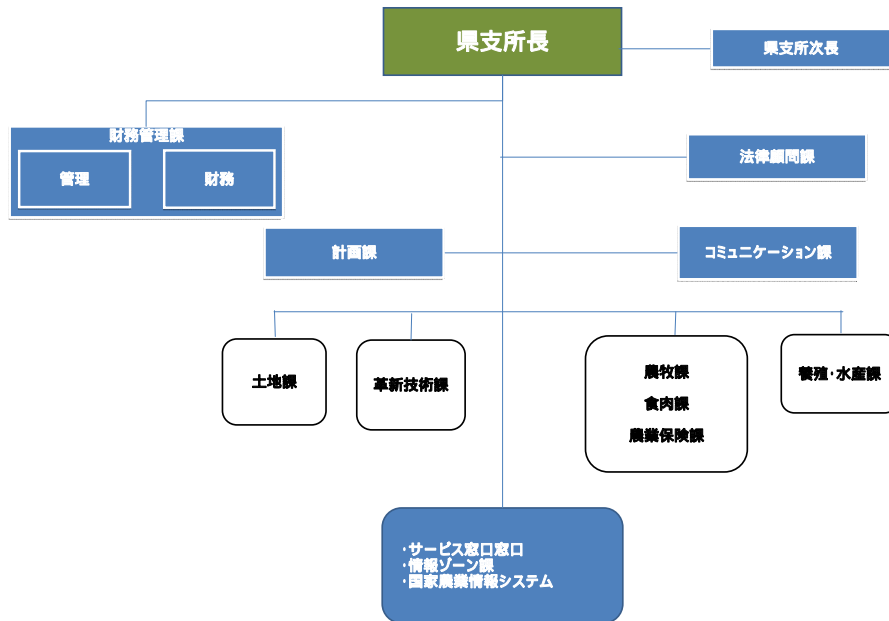 県支所長
県支所次長
財務管理課
管理
財務
法律顧問課
計画課
コミュニケーション課
土地課
革新技術課
農牧課
食肉課
農業保険課
養殖・水産課
・サービス窓口窓口
・情報ゾーン課
・国家農業情報システム